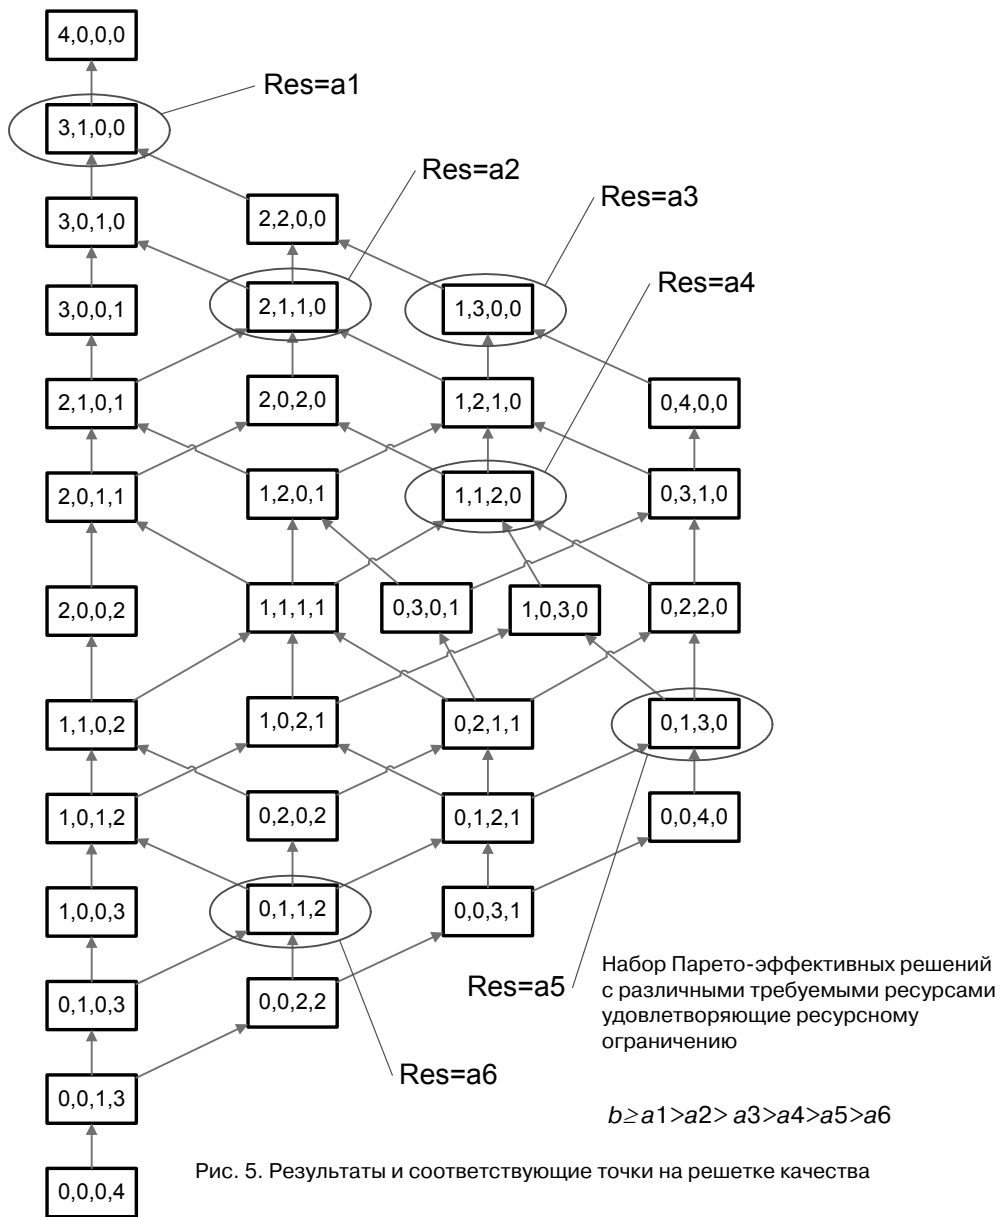 4,0,0,0
Res=a1
3,1,0,0
Res=a2
Res=a3
3,0,1,0
2,2,0,0
Res=a4
3,0,0,1
2,1,1,0
1,3,0,0
2,1,0,1
2,0,2,0
1,2,1,0
0,4,0,0
2,0,1,1
1,2,0,1
1,1,2,0
0,3,1,0
2,0,0,2
1,1,1,1
0,3,0,1
1,0,3,0
0,2,2,0
1,1,0,2
1,0,2,1
0,2,1,1
0,1,3,0
1,0,1,2
0,2,0,2
0,1,2,1
0,0,4,0
1,0,0,3
0,1,1,2
0,0,3,1
0,1,0,3
0,0,2,2
Res=a5
Набор Парето-эффективных решений
с различными требуемыми ресурсами
удовлетворяющие ресурсному
ограничению
Res=a6
0,0,1,3
b≥a1>a2> a3>a4>a5>a6
Рис. 5. Результаты и соответствующие точки на решетке качества
0,0,0,4